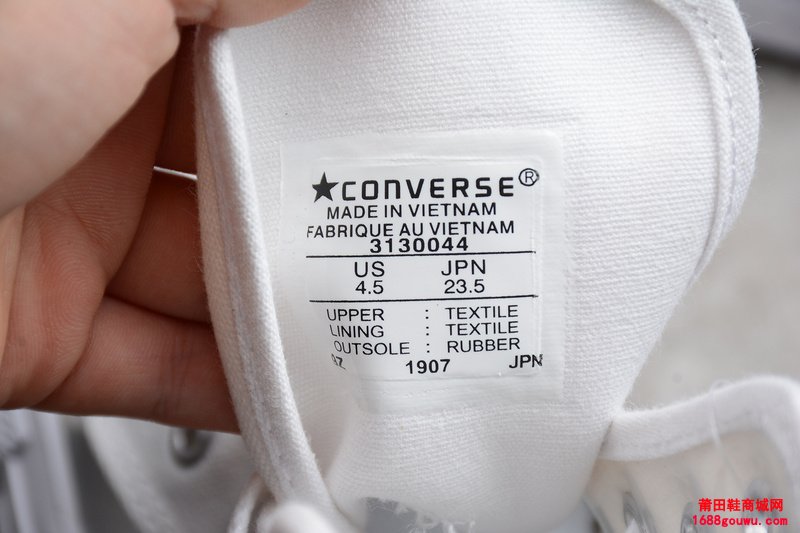 ★CONVERSE®
MADE IN VIETNAM
FABRIQUE AU VIETNAM
3130044
US JPN
4.5 23.5
UPPER : TEXTILE
LINING : TEXTILE
OUTSOLE : RUBBER
1907 JPN
莆田鞋商城网
1688gouwu.com